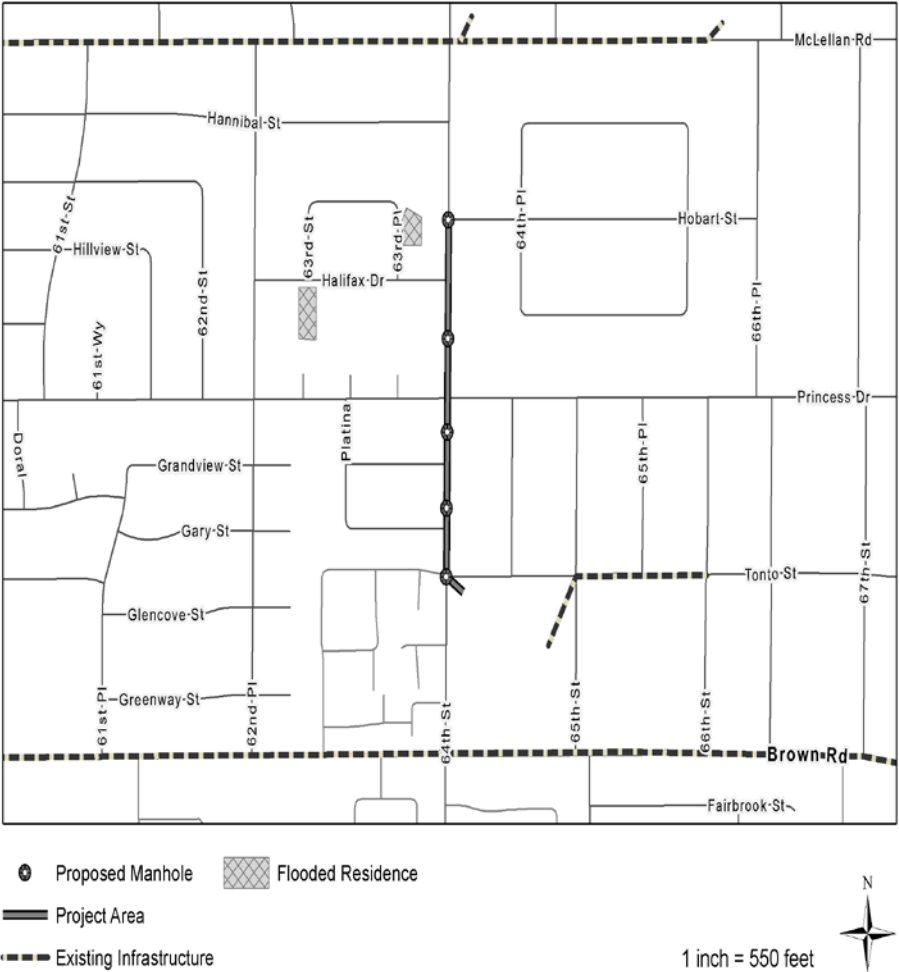 McLellan Rd
Hannibal St
61st-St
63rd-St
63rd-Pl
64th-Pl
Hobart-St
Hillview-St
62nd-St
Halifax Dr
66th-Pl
61st-Wy
Princess Dr
Doral
Platina
65th-Pl
Grandview-St
Gary-St
67th-St
Tonto-St
Glencove-St
61st-Pl
Greenway-St
62nd-Pl
64th-St
65th-St
66th-St
Brown Rd
Fairbrook-St
Proposed Manhole
Flooded Residence
Project Area
Existing Infrastructure
N
1 inch = 550 feet